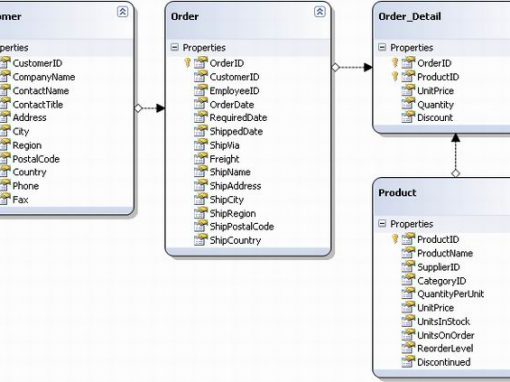 omer
operties
CustomerID
CompanyName
ContactName
ContactTitle
Address
City
Region
PostalCode
Country
Phone
Fax
Order
Properties
OrderID
CustomerID
EmployeeID
OrderDate
RequiredDate
ShippedDate
ShipVia
Freight
ShipName
ShipAddress
ShipCity
ShipRegion
ShipPostalCode
ShipCountry
Order_Detail
Properties
OrderID
ProductID
UnitPrice
Quantity
Discount
Product
Properties
ProductID
ProductName
SupplierID
CategoryID
QuantityPerUnit
UnitPrice
UnitsInStock
UnitsOnOrder
ReorderLevel
Discontinued